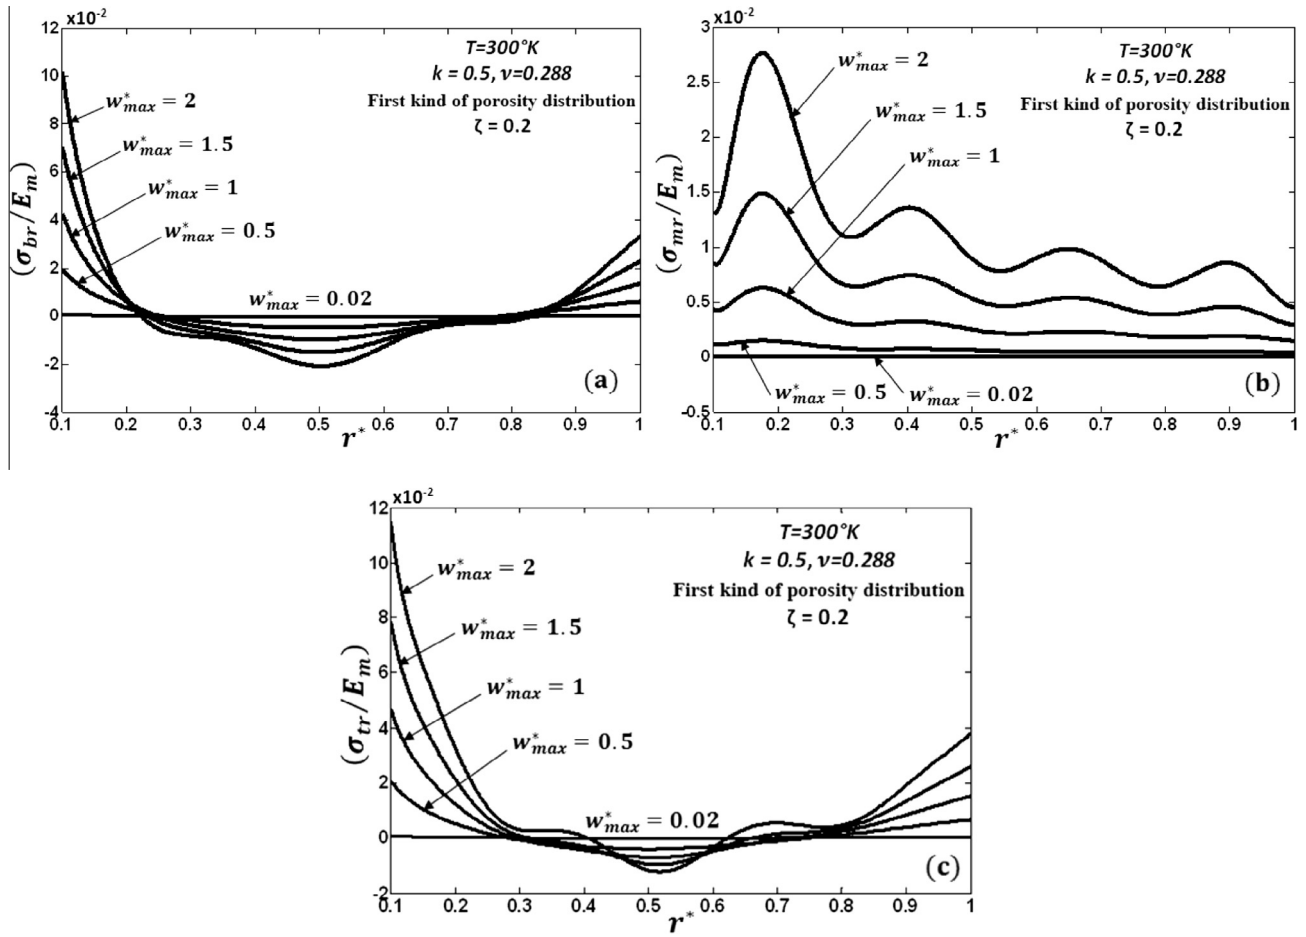 x10⁻²
12
10
8
6
4
2
0
-2
-4
0.1 0.2 0.3 0.4 0.5 0.6 0.7 0.8 0.9 1
(σ_br/E_m)
r*
T=300°K
k = 0.5, ν=0.288
First kind of porosity distribution
ζ = 0.2
w*_max = 2
w*_max = 1.5
w*_max = 1
w*_max = 0.5
w*_max = 0.02
(a)
x10⁻²
3
2.5
2
1.5
1
0.5
0
-0.5
0.1 0.2 0.3 0.4 0.5 0.6 0.7 0.8 0.9 1
(σ_mr/E_m)
r*
T=300°K
k = 0.5, ν=0.288
First kind of porosity distribution
ζ = 0.2
w*_max = 2
w*_max = 1.5
w*_max = 1
w*_max = 0.5
w*_max = 0.02
(b)
x10⁻²
12
10
8
6
4
2
0
-2
0.1 0.2 0.3 0.4 0.5 0.6 0.7 0.8 0.9 1
(σ_tr/E_m)
r*
T=300°K
k = 0.5, ν=0.288
First kind of porosity distribution
ζ = 0.2
w*_max = 2
w*_max = 1.5
w*_max = 1
w*_max = 0.5
w*_max = 0.02
(c)